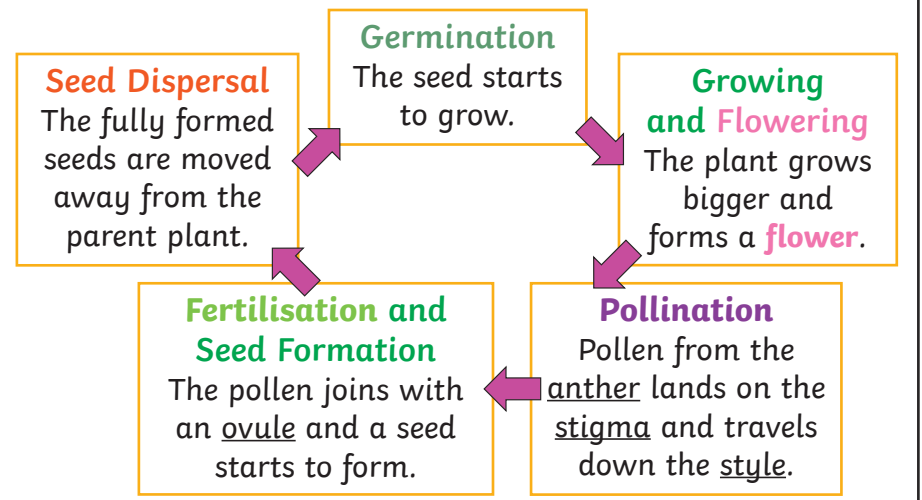 Germination
The seed starts
to grow.
Growing
and Flowering
The plant grows
bigger and
forms a flower.
Pollination
Pollen from the
anther lands on the
stigma and travels
down the style.
Fertilisation and
Seed Formation
The pollen joins with
an ovule and a seed
starts to form.
Seed Dispersal
The fully formed
seeds are moved
away from the
parent plant.